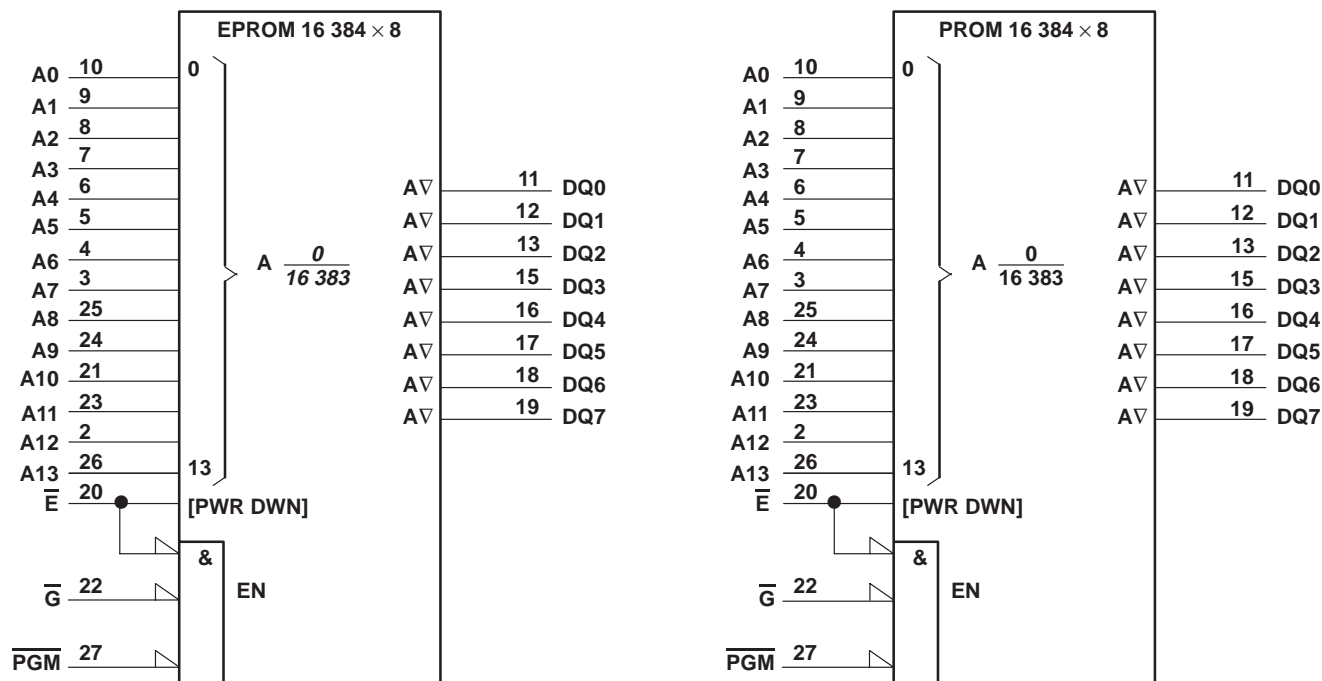 EPROM 16 384 × 8
A0 10 0
A1 9
A2 8
A3 7
A4 6
A5 5
A6 4
A7 3
A8 25
A9 24
A10 21
A11 23
A12 2
A13 26 13
E̅ 20 [PWR DWN]
&
G̅ 22 EN
P̅G̅M̅ 27
A 0
16 383
A∇ 11 DQ0
A∇ 12 DQ1
A∇ 13 DQ2
A∇ 15 DQ3
A∇ 16 DQ4
A∇ 17 DQ5
A∇ 18 DQ6
A∇ 19 DQ7
PROM 16 384 × 8
A0 10 0
A1 9
A2 8
A3 7
A4 6
A5 5
A6 4
A7 3
A8 25
A9 24
A10 21
A11 23
A12 2
A13 26 13
E̅ 20 [PWR DWN]
&
G̅ 22 EN
P̅G̅M̅ 27
A 0
16 383
A∇ 11 DQ0
A∇ 12 DQ1
A∇ 13 DQ2
A∇ 15 DQ3
A∇ 16 DQ4
A∇ 17 DQ5
A∇ 18 DQ6
A∇ 19 DQ7